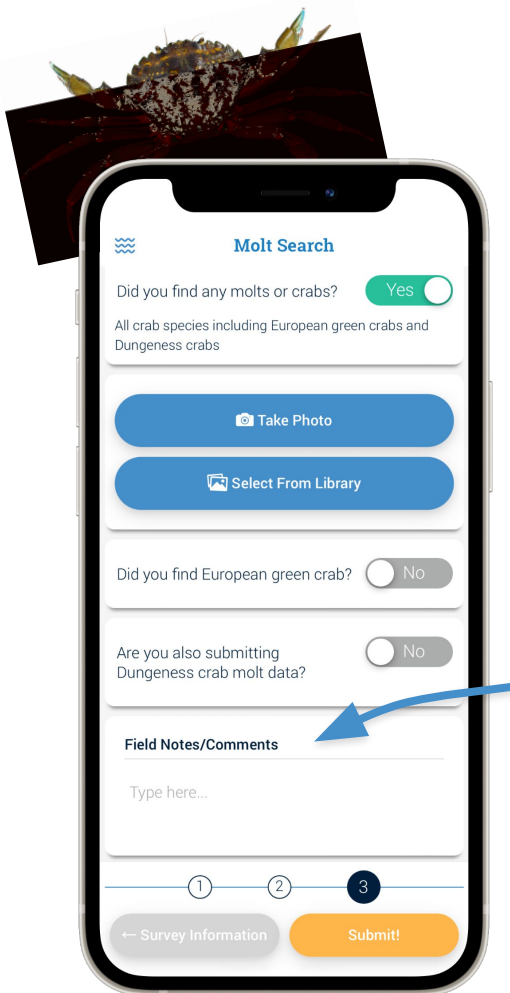 Molt Search
Did you find any molts or crabs?
Yes
All crab species including European green crabs and
Dungeness crabs
Take Photo
Select From Library
Did you find European green crab?
No
Are you also submitting
Dungeness crab molt data?
No
Field Notes/Comments
Type here...
1 2 3
← Survey Information
Submit!